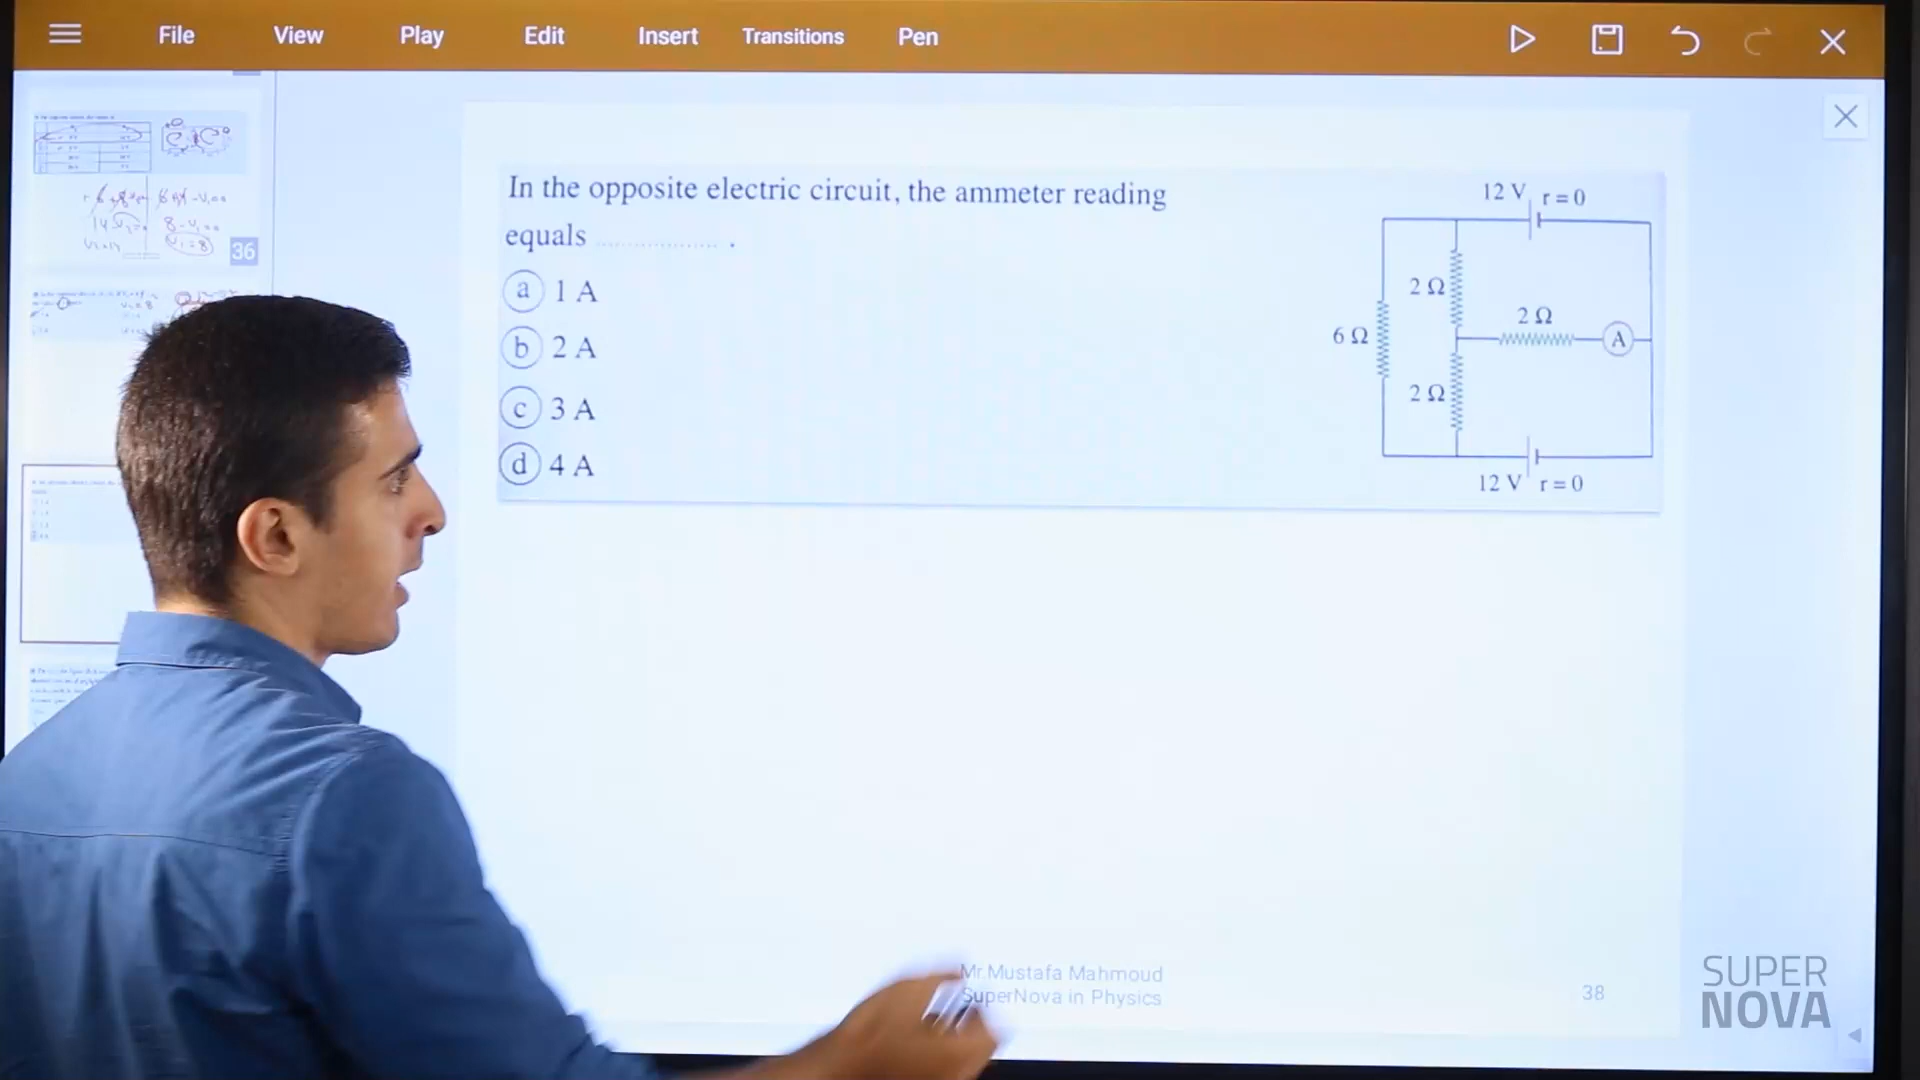 File View Play Edit Insert Transitions Pen
In the opposite electric circuit, the ammeter reading
equals ................ .
a 1 A
b 2 A
c 3 A
d 4 A
12 V r = 0
2 Ω
2 Ω
6 Ω
A
2 Ω
12 V r = 0
36
Mr.Mustafa Mahmoud
SuperNova in Physics
38
SUPER
NOVA